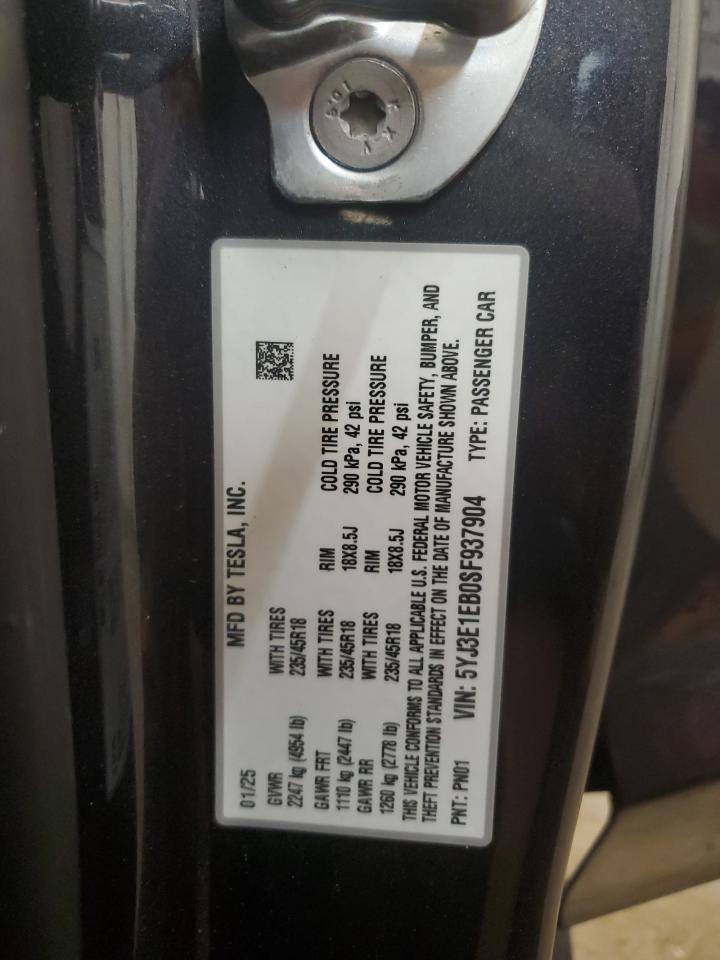 10.9
KXV
MFD BY TESLA, INC.
01/25
GVWR WITH TIRES
2247 kg (4954 lb) 235/45R18
GAWR FRT WITH TIRES RIM COLD TIRE PRESSURE
1110 kg (2447 lb) 235/45R18 18X8.5J 290 kPa, 42 psi
GAWR RR WITH TIRES RIM COLD TIRE PRESSURE
1260 kg (2778 lb) 235/45R18 18X8.5J 290 kPa, 42 psi
THIS VEHICLE CONFORMS TO ALL APPLICABLE U.S. FEDERAL MOTOR VEHICLE SAFETY, BUMPER, AND
THEFT PREVENTION STANDARDS IN EFFECT ON THE DATE OF MANUFACTURE SHOWN ABOVE.
PNT: PN01 VIN: 5YJ3E1EB0SF937904 TYPE: PASSENGER CAR